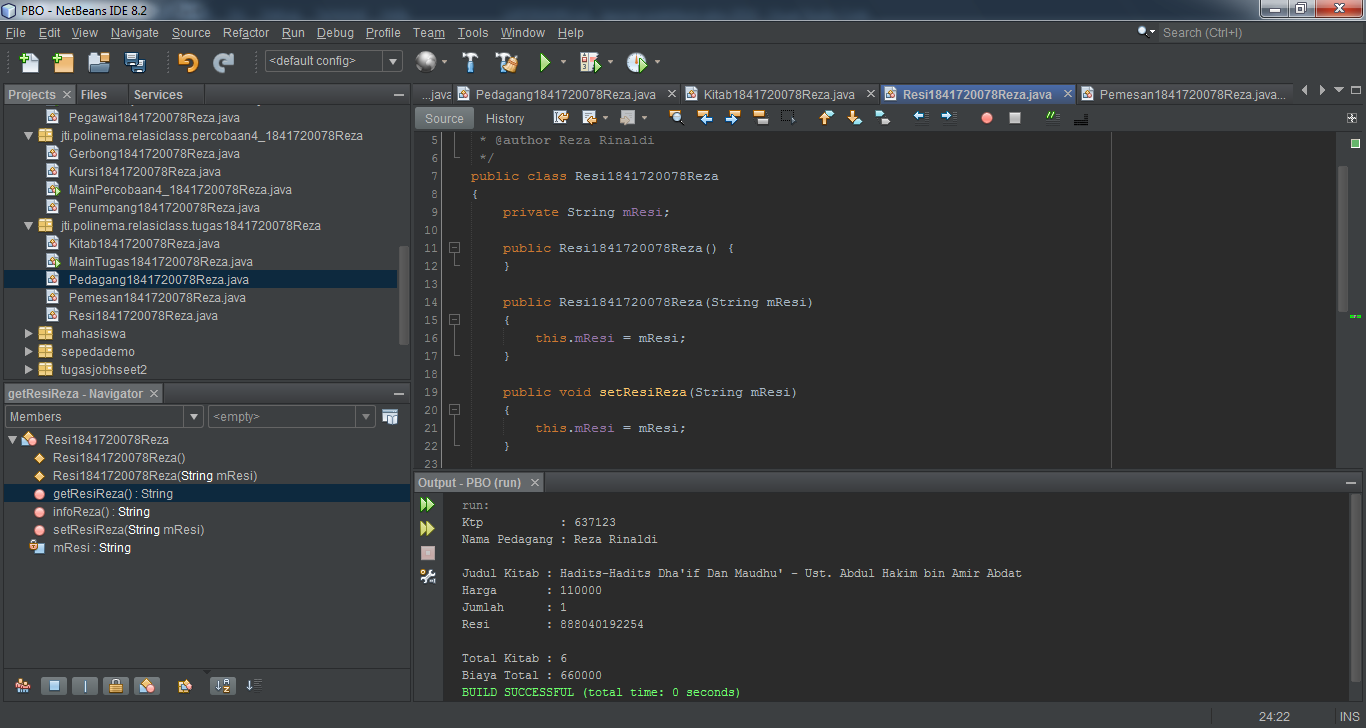 PBO - NetBeans IDE 8.2
File Edit View Navigate Source Refactor Run Debug Profile Team Tools Window Help
Search (Ctrl+I)
<default config>
Projects Files Services
Pegawai1841720078Reza.java
jti.polinema.relasiclass.percobaan4_1841720078Reza
Gerbong1841720078Reza.java
Kursi1841720078Reza.java
MainPercobaan4_1841720078Reza.java
Penumpang1841720078Reza.java
jti.polinema.relasiclass.tugas1841720078Reza
Kitab1841720078Reza.java
MainTugas1841720078Reza.java
Pedagang1841720078Reza.java
Pemesan1841720078Reza.java
Resi1841720078Reza.java
mahasiswa
sepedademo
tugasjobhseet2
getResiReza - Navigator
Members <empty>
Resi1841720078Reza
Resi1841720078Reza()
Resi1841720078Reza(String mResi)
getResiReza() : String
infoReza() : String
setResiReza(String mResi)
mResi : String
...java Pedagang1841720078Reza.java Kitab1841720078Reza.java Resi1841720078Reza.java Pemesan1841720078Reza.java...
Source History
5 * @author Reza Rinaldi
6 */
7 public class Resi1841720078Reza
8 {
9 private String mResi;
10
11 public Resi1841720078Reza() {
12 }
13
14 public Resi1841720078Reza(String mResi)
15 {
16 this.mResi = mResi;
17 }
18
19 public void setResiReza(String mResi)
20 {
21 this.mResi = mResi;
22 }
23
Output - PBO (run)
run:
Ktp : 637123
Nama Pedagang : Reza Rinaldi
Judul Kitab : Hadits-Hadits Dha'if Dan Maudhu' - Ust. Abdul Hakim bin Amir Abdat
Harga : 110000
Jumlah : 1
Resi : 888040192254
Total Kitab : 6
Biaya Total : 660000
BUILD SUCCESSFUL (total time: 0 seconds)
24:22 INS